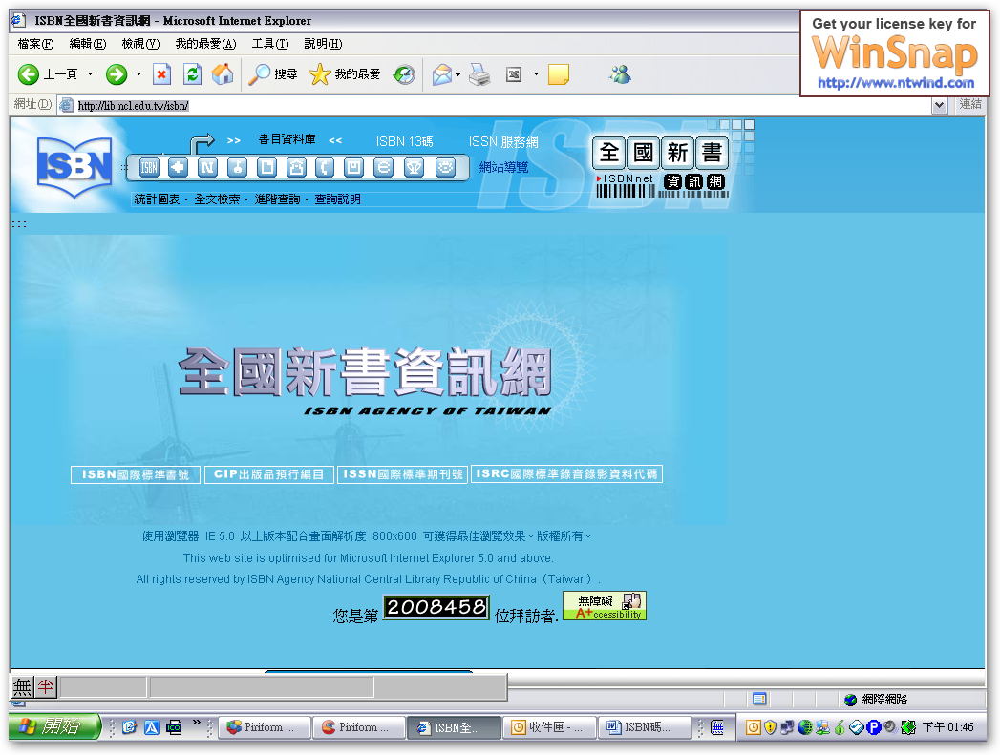 ISBN全國新書資訊網 - Microsoft Internet Explorer
Get your license key for
WinSnap
http://www.ntwind.com
檔案(F) 編輯(E) 檢視(V) 我的最愛(A) 工具(T) 說明(H)
上一頁 搜尋 我的最愛
網址(D) http://lib.ncl.edu.tw/isbn/ 連結
ISBN
>> 書目資料庫 << ISBN 13碼 ISSN 服務網
網站導覽
統計圖表‧ 全文檢索‧ 進階查詢‧ 查詢說明
ISBN
全國新書
ISBNnet 資訊網
:::
全國新書資訊網
ISBN AGENCY OF TAIWAN
ISBN國際標準書號 CIP出版品預行編目 ISSN國際標準期刊號 ISRC國際標準錄音錄影資料代碼
使用瀏覽器 IE 5.0 以上版本配合畫面解析度 800x600 可獲得最佳瀏覽效果。版權所有。
This web site is optimised for Microsoft Internet Explorer 5.0 and above.
All rights reserved by ISBN Agency National Central Library Republic of China（Taiwan）.
您是第 2008458 位拜訪者. 無障礙 A+ccessibility
無 半
網際網路
開始 » Piriform ... Piriform ... ISBN全... 收件匣 - ... ISBN碼... 無 下午 01:46